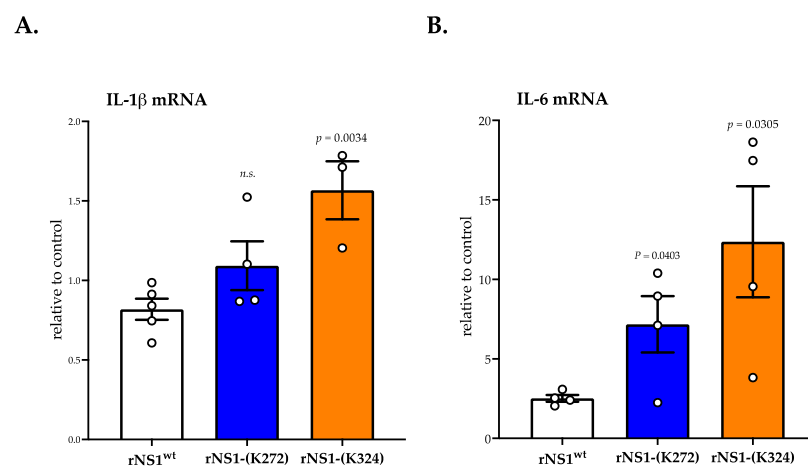 A.
IL-1β mRNA
2.0
1.5
1.0
0.5
0.0
relative to control
n.s.
p = 0.0034
rNS1wt
rNS1-(K272)
rNS1-(K324)
B.
IL-6 mRNA
20
15
10
5
0
relative to control
P = 0.0403
p = 0.0305
rNS1wt
rNS1-(K272)
rNS1-(K324)